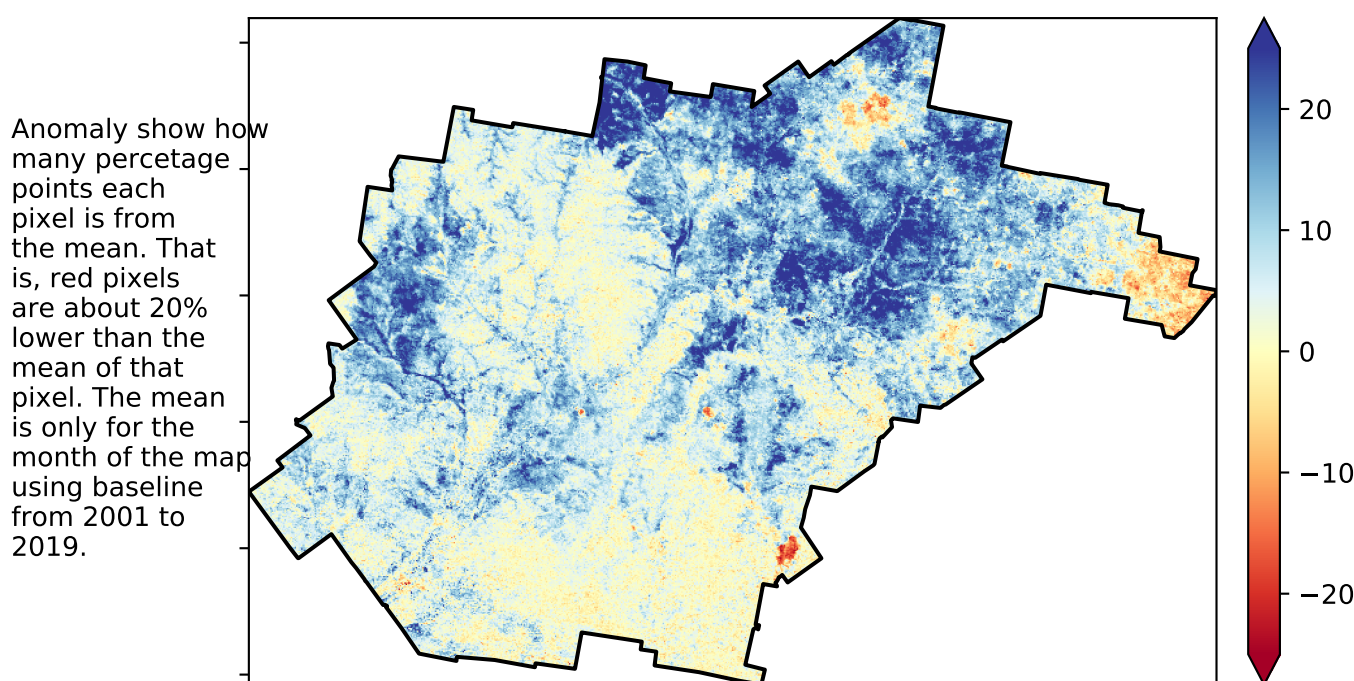 Anomaly show how
many percetage
points each
pixel is from
the mean. That
is, red pixels
are about 20%
lower than the
mean of that
pixel. The mean
is only for the
month of the map
using baseline
from 2001 to
2019.
20
10
0
−10
−20